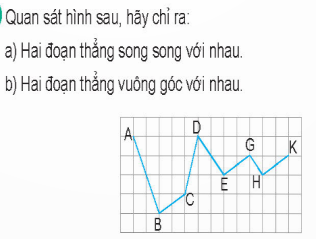 Quan sát hình sau, hãy chỉ ra:
a) Hai đoạn thẳng song song với nhau.
b) Hai đoạn thẳng vuông góc với nhau.
A
D
G
K
E
H
C
B